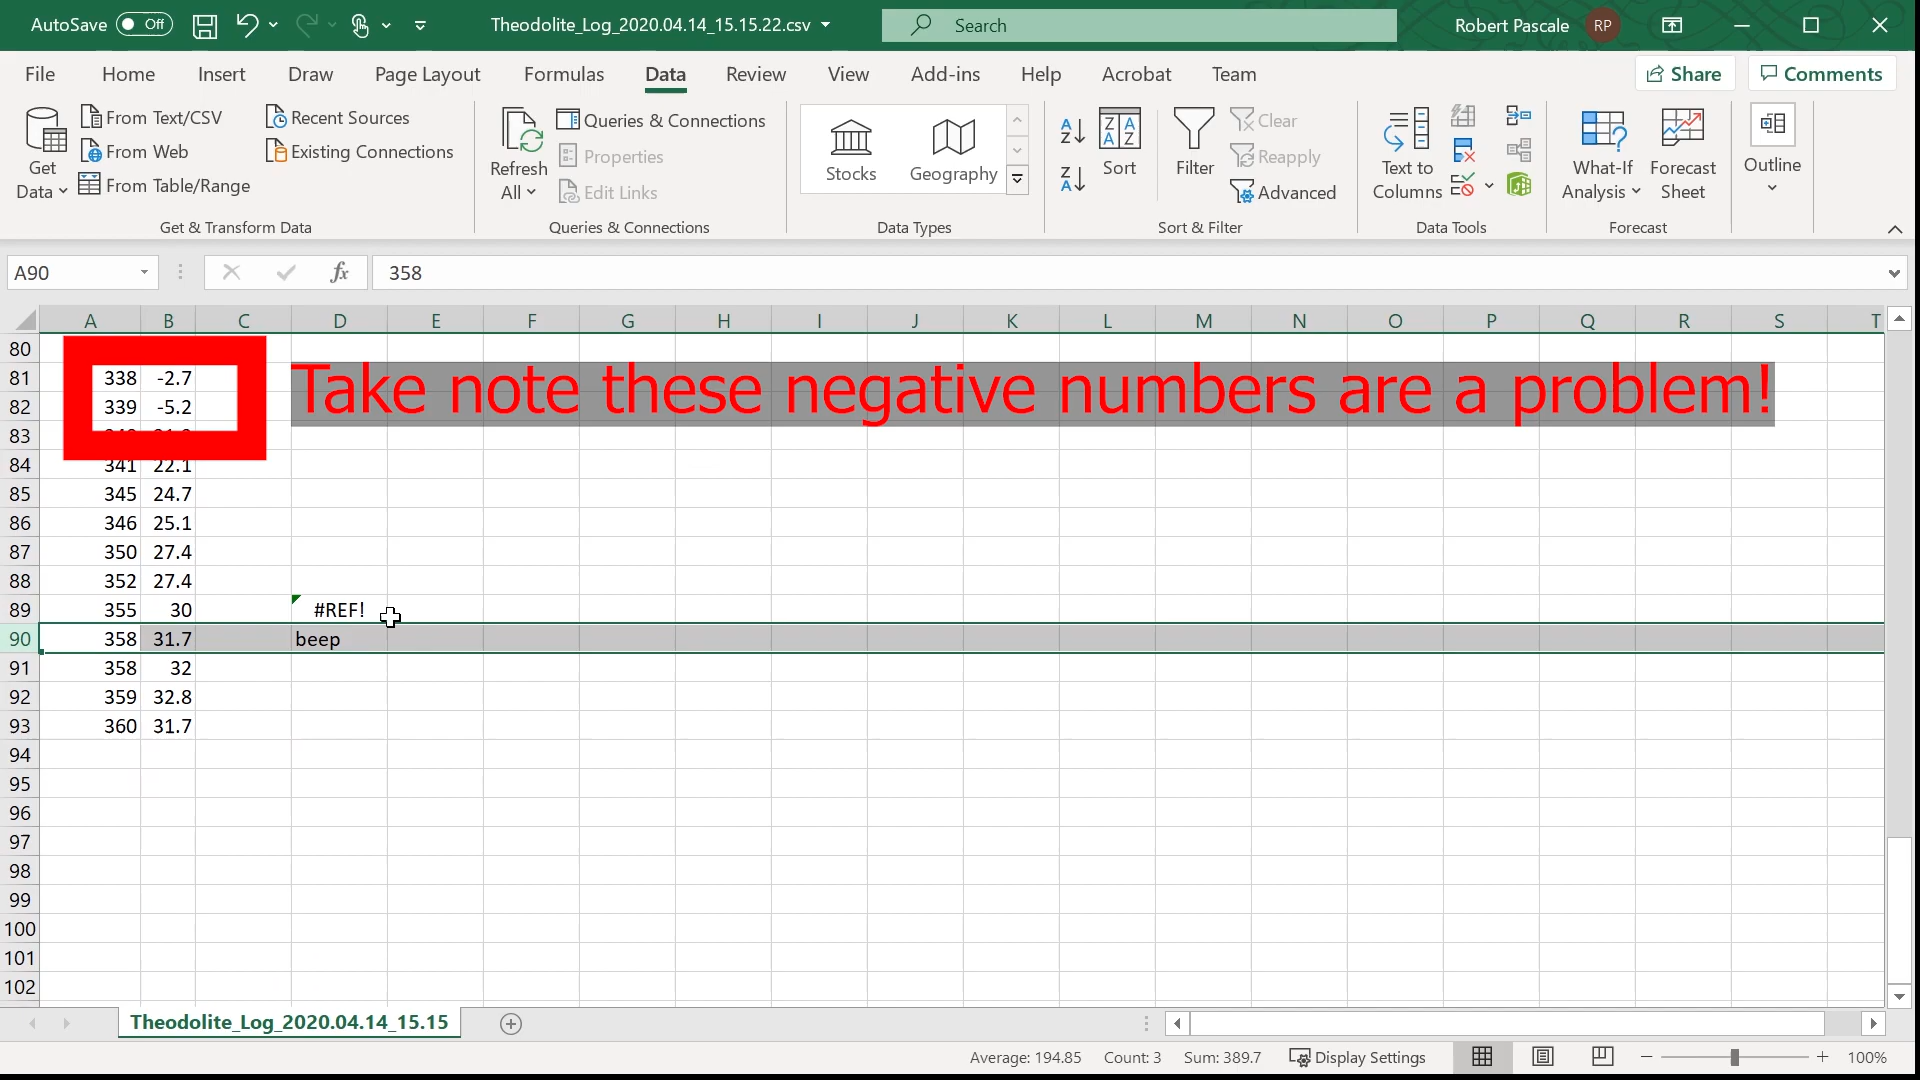 AutoSave Off Theodolite_Log_2020.04.14_15.15.22.csv Search Robert Pascale RP
File Home Insert Draw Page Layout Formulas Data Review View Add-ins Help Acrobat Team Share Comments
Get Data
From Text/CSV
From Web
From Table/Range
Recent Sources
Existing Connections
Get & Transform Data
Refresh All
Queries & Connections
Properties
Edit Links
Queries & Connections
Stocks Geography
Data Types
Sort
Filter
Clear
Reapply
Advanced
Sort & Filter
Text to Columns
Data Tools
What-If Analysis
Forecast Sheet
Forecast
Outline
A90 fx 358
A B C D E F G H I J K L M N O P Q R S T
80
81 338 -2.7
Take note these negative numbers are a problem!
82 339 -5.2
83
84 341 22.1
85 345 24.7
86 346 25.1
87 350 27.4
88 352 27.4
89 355 30 #REF!
90 358 31.7 beep
91 358 32
92 359 32.8
93 360 31.7
94
95
96
97
98
99
100
101
102
Theodolite_Log_2020.04.14_15.15
Average: 194.85 Count: 3 Sum: 389.7 Display Settings 100%